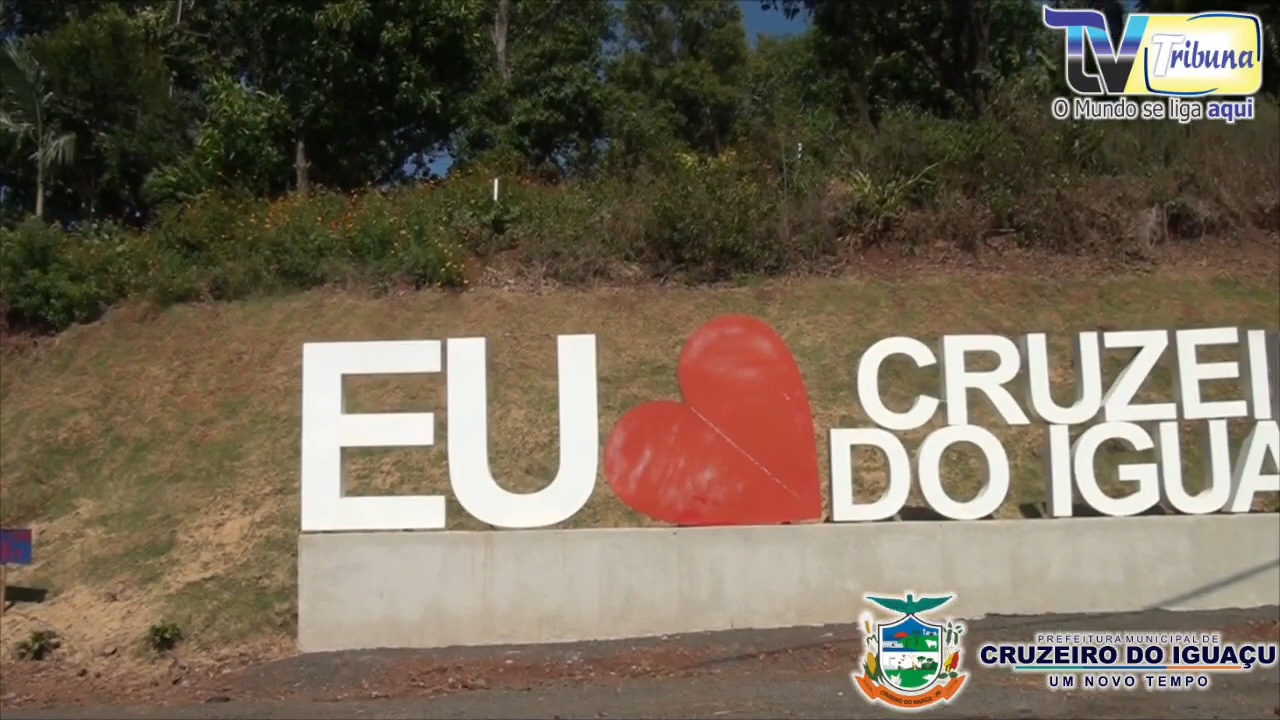 TV Tribuna
O Mundo se liga aqui
EU
CRUZEI
DO IGUA
PREFEITURA MUNICIPAL DE
CRUZEIRO DO IGUAÇU
UM NOVO TEMPO